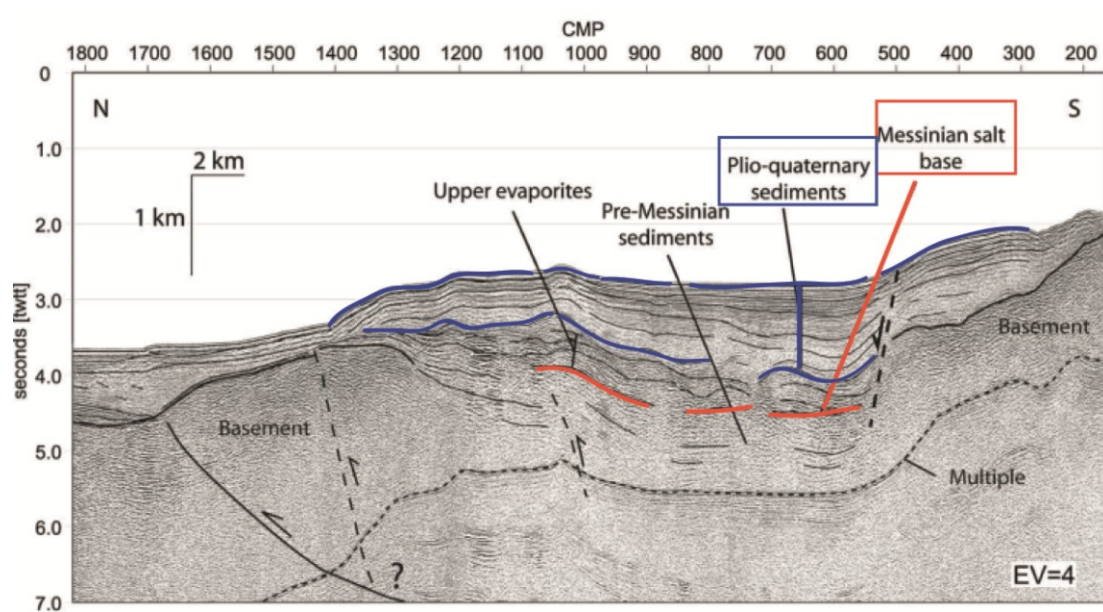 CMP
1800 1700 1600 1500 1400 1300 1200 1100 1000 900 800 700 600 500 400 300 200
0
N
S
Messinian salt
base
1.0
2 km
Plio-quaternary
sediments
Upper evaporites
1 km
Pre-Messinian
sediments
2.0
3.0
seconds [twtt]
Basement
4.0
Basement
5.0
Multiple
6.0
?
EV=4
7.0